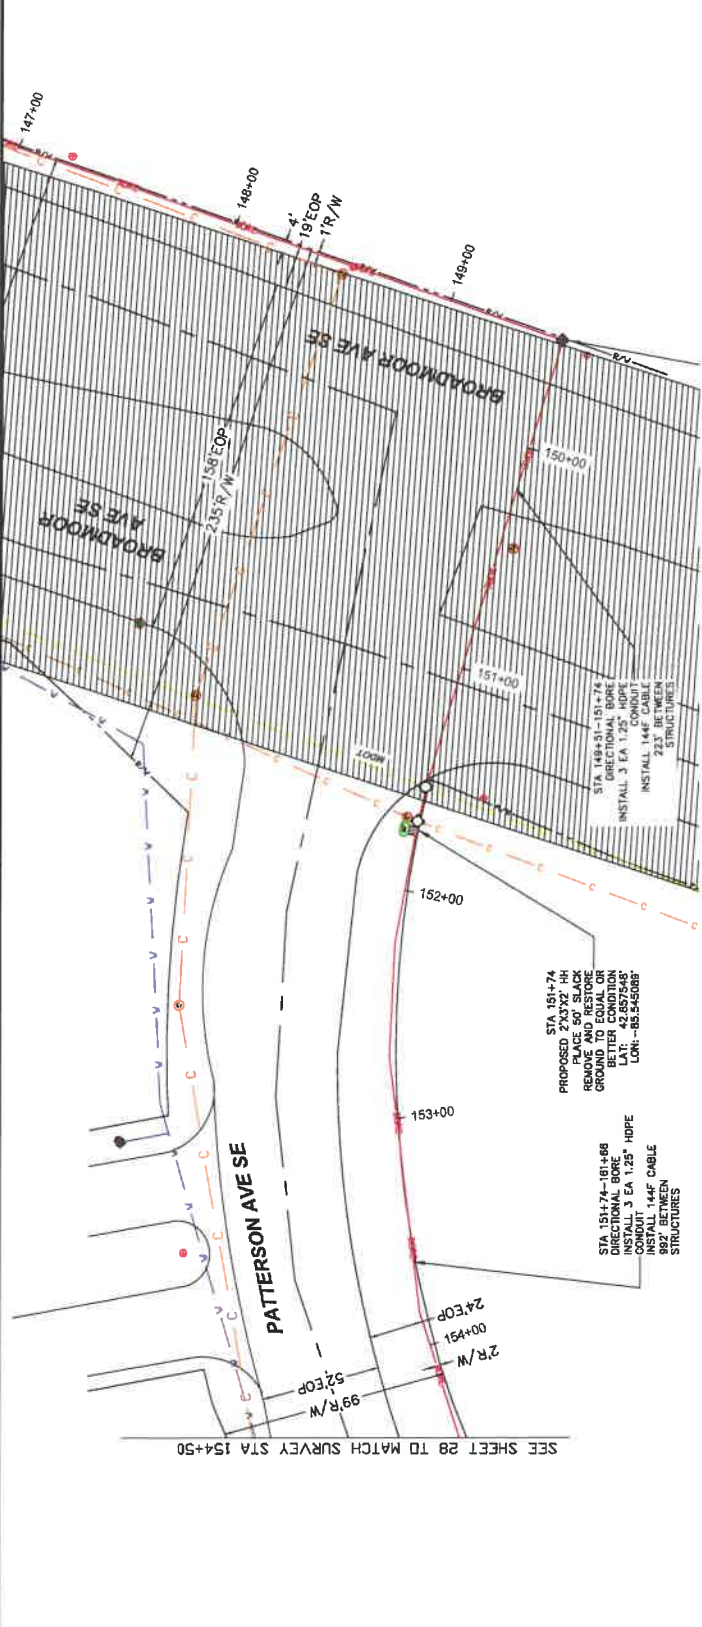 147+00
148+00
4'
19'EOP
1'R/W
149+00
R/W
BROADMOOR AVE SE
BROADMOOR
AVE SE
158'EOP
235'R/W
150+00
151+00
MDOT
STA 149+51-151+74
DIRECTIONAL BORE
INSTALL 3 EA 1.25" HDPE
CONDUIT
INSTALL 144F CABLE
223' BETWEEN
STRUCTURES
152+00
STA 151+74
PROPOSED 2'X3'X2' HH
PLACE 50' SLACK
REMOVE AND RESTORE
GROUND TO EQUAL OR
BETTER CONDITION
LAT: 42.857548°
LON: -85.545089°
153+00
PATTERSON AVE SE
STA 151+74-161+66
DIRECTIONAL BORE
INSTALL 3 EA 1.25" HDPE
CONDUIT
INSTALL 144F CABLE
992' BETWEEN
STRUCTURES
24'EOP
154+00
2'R/W
52'EOP
99'R/W
SEE SHEET 28 TO MATCH SURVEY STA 154+50